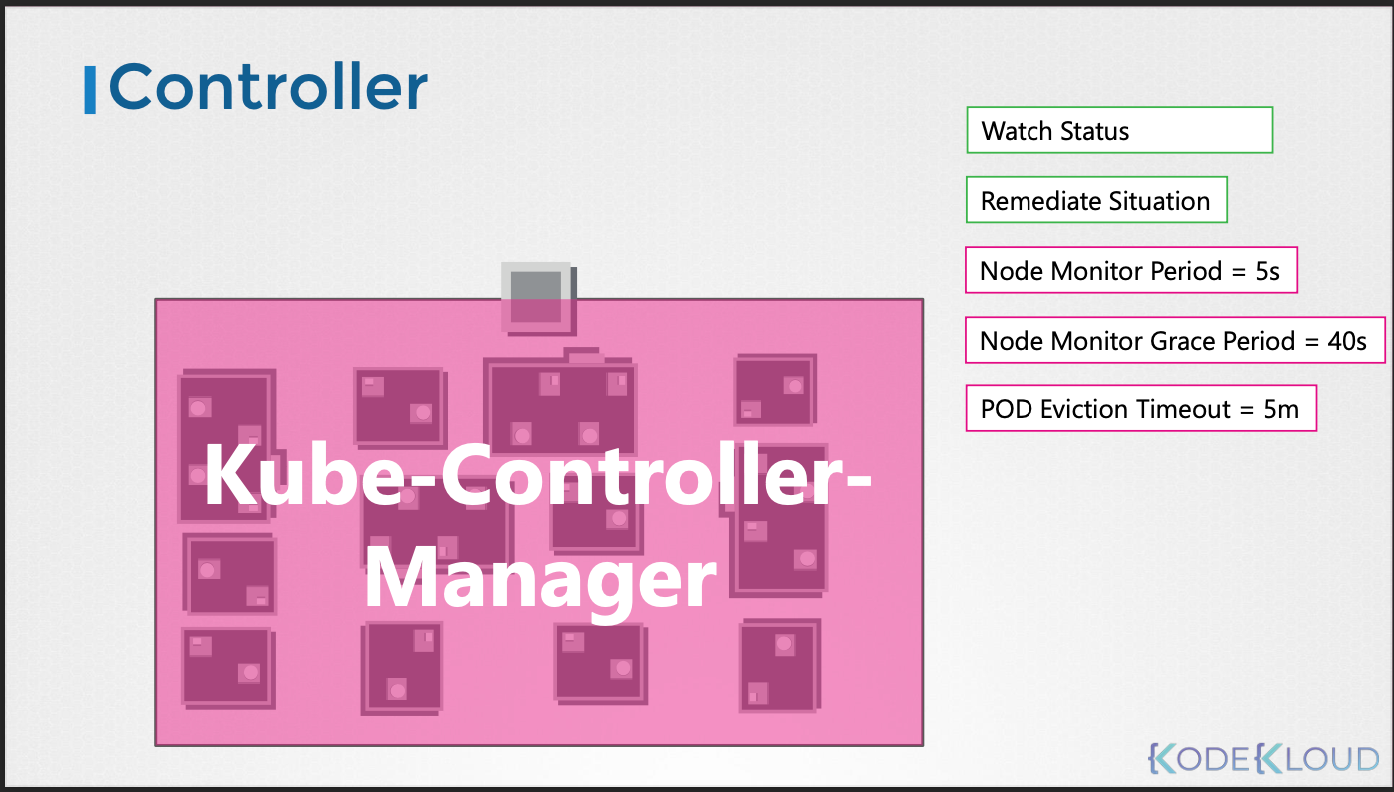 Controller
Watch Status
Remediate Situation
Node Monitor Period = 5s
Node Monitor Grace Period = 40s
POD Eviction Timeout = 5m
Kube-Controller-
Manager
KODEKLOUD